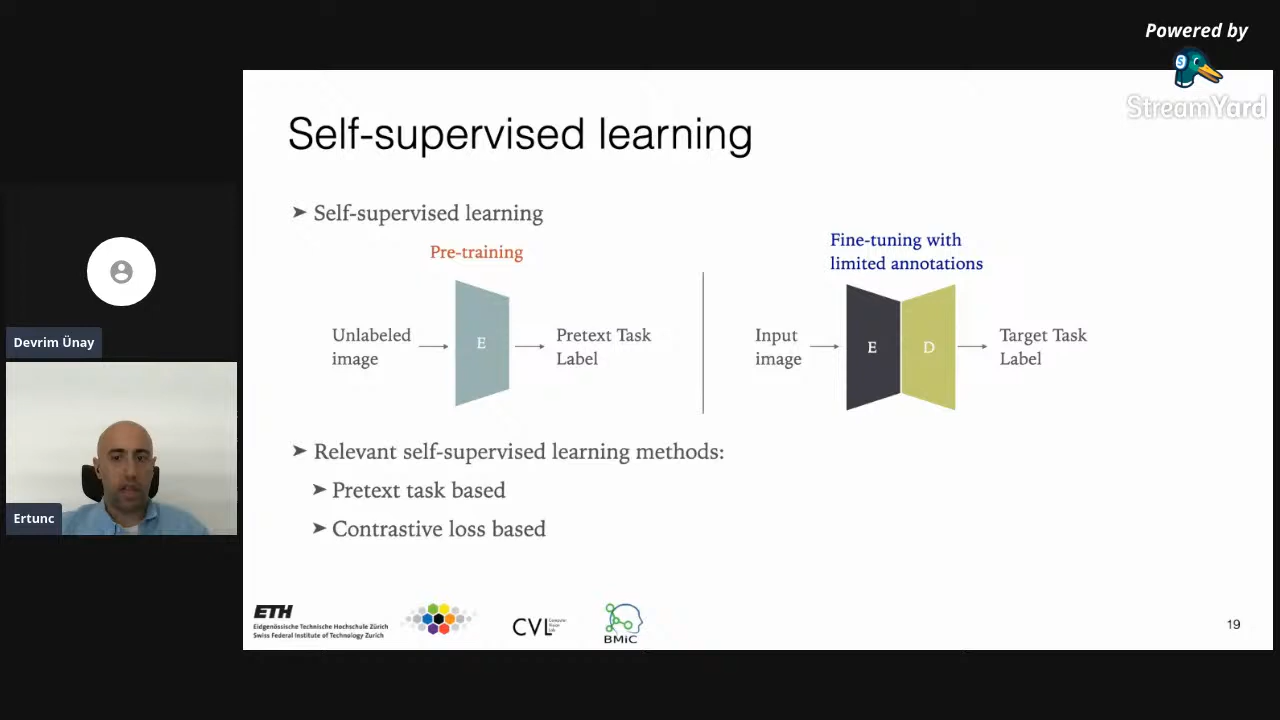 Powered by
StreamYard
Self-supervised learning
➤ Self-supervised learning
Pre-training
Unlabeled
image
E
Pretext Task
Label
Fine-tuning with
limited annotations
Input
image
E
D
Target Task
Label
➤ Relevant self-supervised learning methods:
➤ Pretext task based
➤ Contrastive loss based
Devrim Ünay
Ertunc
ETH
Eidgenössische Technische Hochschule Zürich
Swiss Federal Institute of Technology Zurich
CVL
BMiC
19